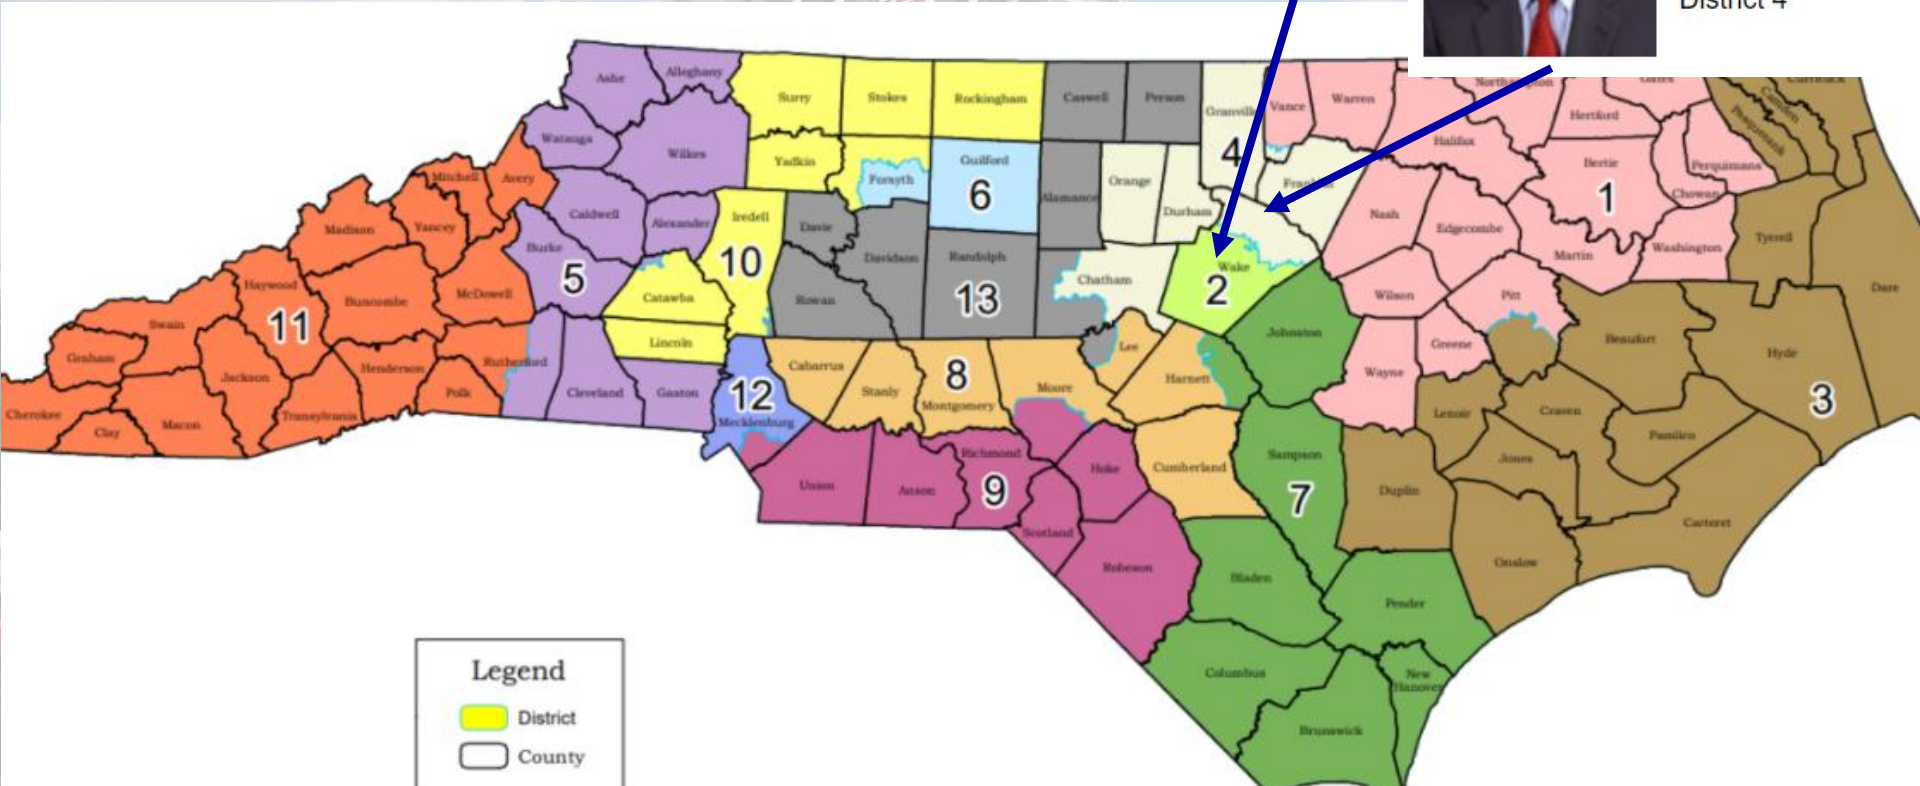 District 4
Ashe
Alleghany
Surry
Stokes
Rockingham
Caswell
Person
Granville
Vance
Warren
Northampton
Gates
Currituck
Camden
Pasquotank
Hertford
Halifax
Watauga
Wilkes
Yadkin
Forsyth
Guilford
6
Alamance
Orange
Durham
4
Franklin
Bertie
1
Perquimans
Chowan
Mitchell
Avery
Caldwell
Alexander
Iredell
Davie
Nash
Edgecombe
Martin
Washington
Tyrrell
Dare
Madison
Yancey
Burke
5
10
Davidson
Randolph
13
Chatham
Wake
2
Wilson
Pitt
Haywood
11
Buncombe
McDowell
Catawba
Rowan
Swain
Lincoln
Johnston
Greene
Beaufort
Hyde
3
Graham
Jackson
Henderson
Rutherford
Polk
Cleveland
Gaston
12
Mecklenburg
Cabarrus
Stanly
8
Montgomery
Moore
Lee
Harnett
Wayne
Lenoir
Craven
Pamlico
Jones
Cherokee
Clay
Macon
Transylvania
Union
Anson
Richmond
9
Hoke
Scotland
Cumberland
Sampson
7
Duplin
Carteret
Onslow
Robeson
Bladen
Pender
Columbus
New
Hanover
Brunswick
Legend
District
County